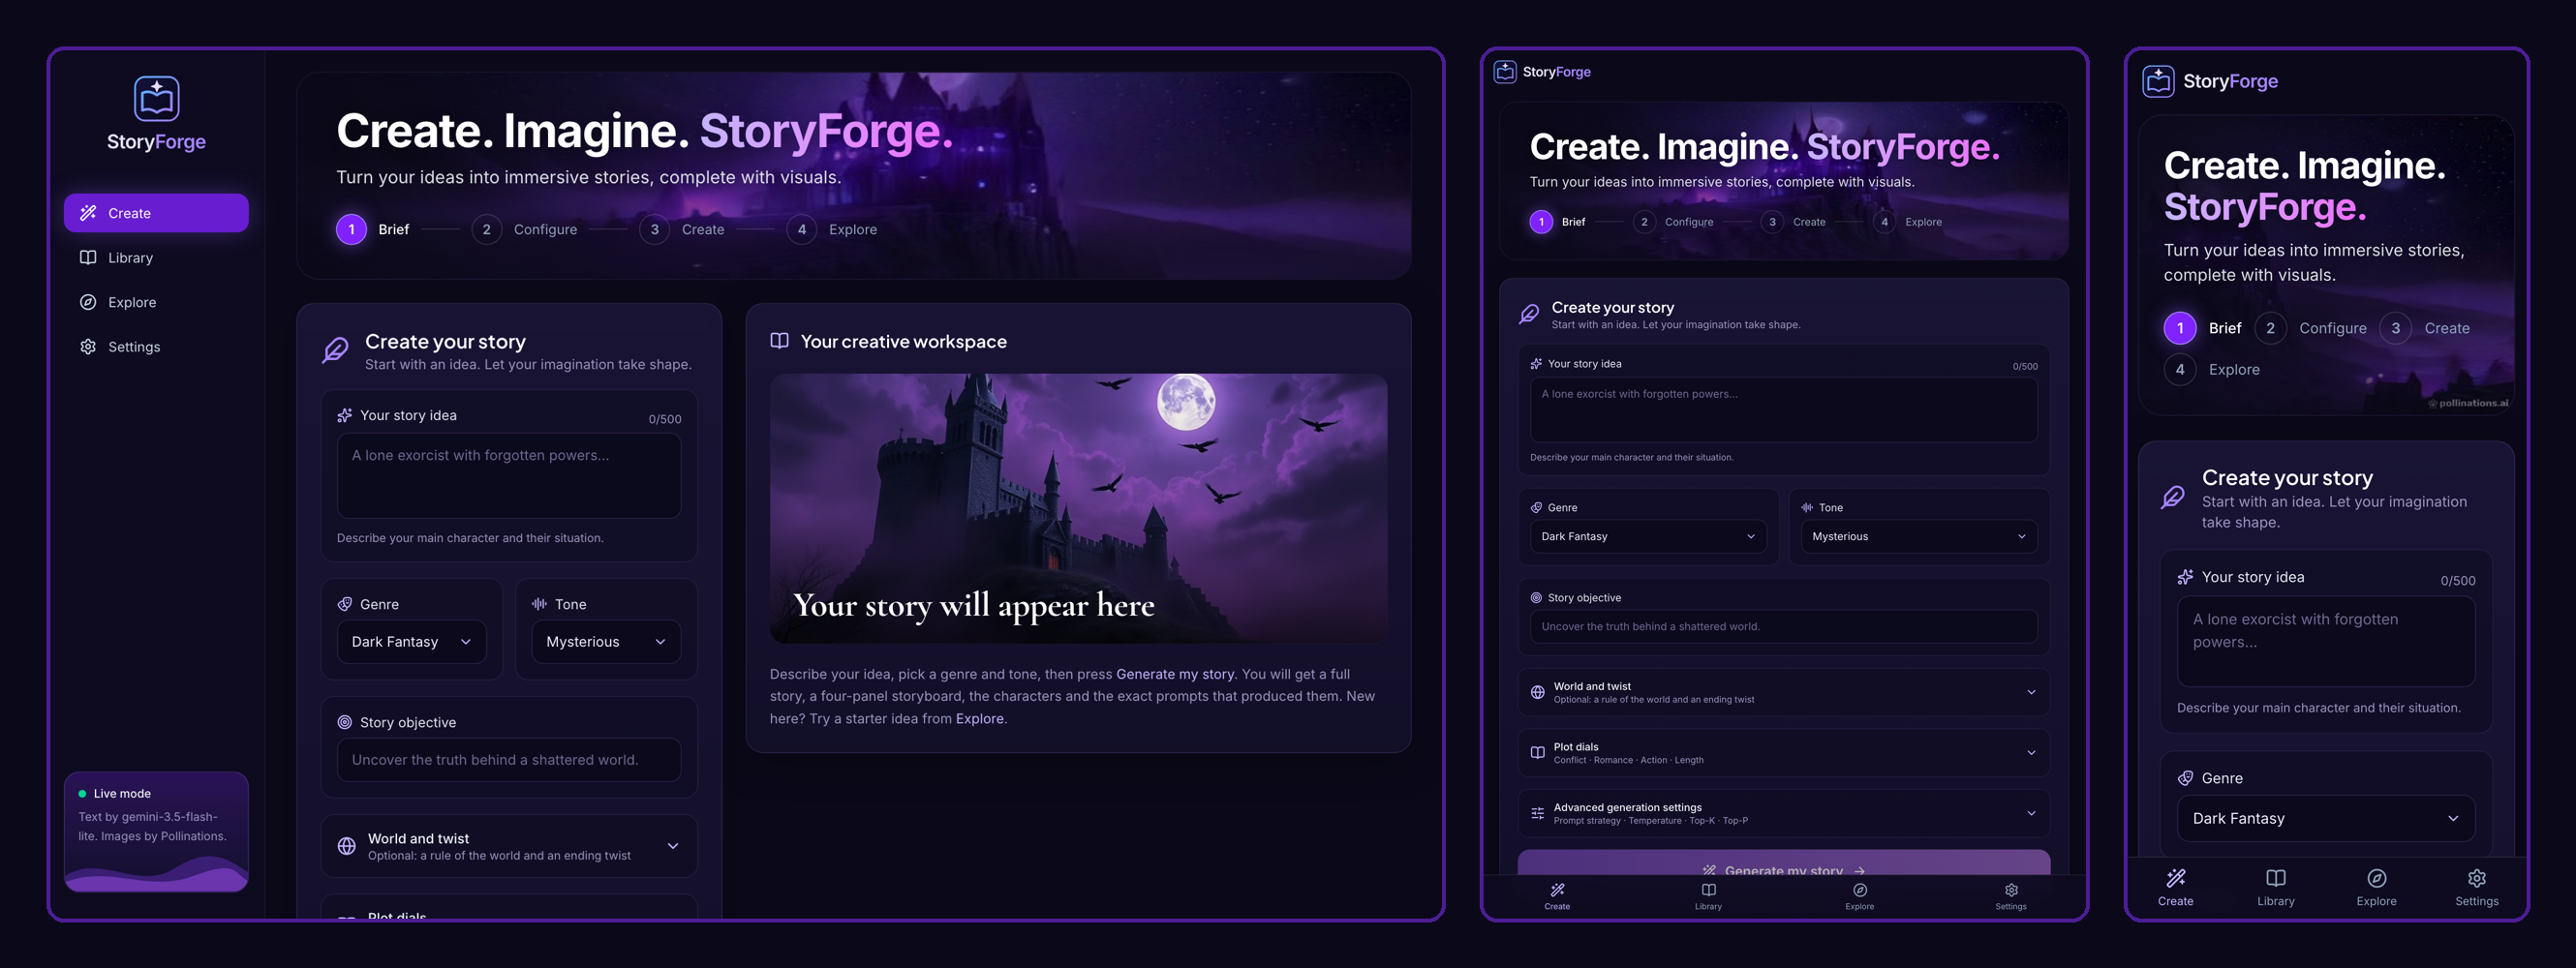 StoryForge
Create
Library
Explore
Settings
Live mode
Text by gemini-3.5-flash-
lite. Images by Pollinations.
Create. Imagine. StoryForge.
Turn your ideas into immersive stories, complete with visuals.
1 Brief 2 Configure 3 Create 4 Explore
Create your story
Start with an idea. Let your imagination take shape.
Your story idea 0/500
A lone exorcist with forgotten powers...
Describe your main character and their situation.
Genre Tone
Dark Fantasy Mysterious
Story objective
Uncover the truth behind a shattered world.
World and twist
Optional: a rule of the world and an ending twist
Plot dials
Your creative workspace
Your story will appear here
Describe your idea, pick a genre and tone, then press Generate my story. You will get a full
story, a four-panel storyboard, the characters and the exact prompts that produced them. New
here? Try a starter idea from Explore.
StoryForge
Create. Imagine. StoryForge.
Turn your ideas into immersive stories, complete with visuals.
1 Brief 2 Configure 3 Create 4 Explore
Create your story
Start with an idea. Let your imagination take shape.
Your story idea 0/500
A lone exorcist with forgotten powers...
Describe your main character and their situation.
Genre Tone
Dark Fantasy Mysterious
Story objective
Uncover the truth behind a shattered world.
World and twist
Optional: a rule of the world and an ending twist
Plot dials
Conflict · Romance · Action · Length
Advanced generation settings
Prompt strategy · Temperature · Top-K · Top-P
Generate my story →
Create Library Explore Settings
StoryForge
Create. Imagine.
StoryForge.
Turn your ideas into immersive stories,
complete with visuals.
1 Brief 2 Configure 3 Create
4 Explore
pollinations.ai
Create your story
Start with an idea. Let your imagination
take shape.
Your story idea 0/500
A lone exorcist with forgotten
powers...
Describe your main character and their situation.
Genre
Dark Fantasy
Create Library Explore Settings